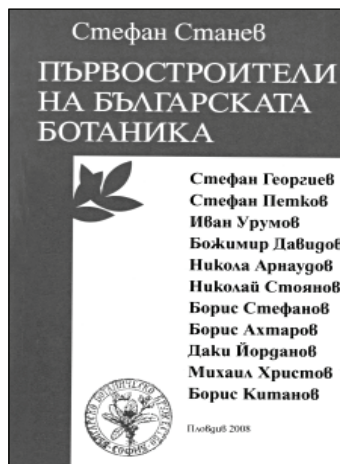 Стефан Станев
ПЪРВОСТРОИТЕЛИ
НА БЪЛГАРСКАТА
БОТАНИКА
Стефан Георгиев
Стефан Петков
Иван Урумов
Божимир Давидов
Никола Арнаудов
Николай Стоянов
Борис Стефанов
Борис Ахтаров
Даки Йорданов
Михаил Христов
Борис Китанов
Пловдив 2008